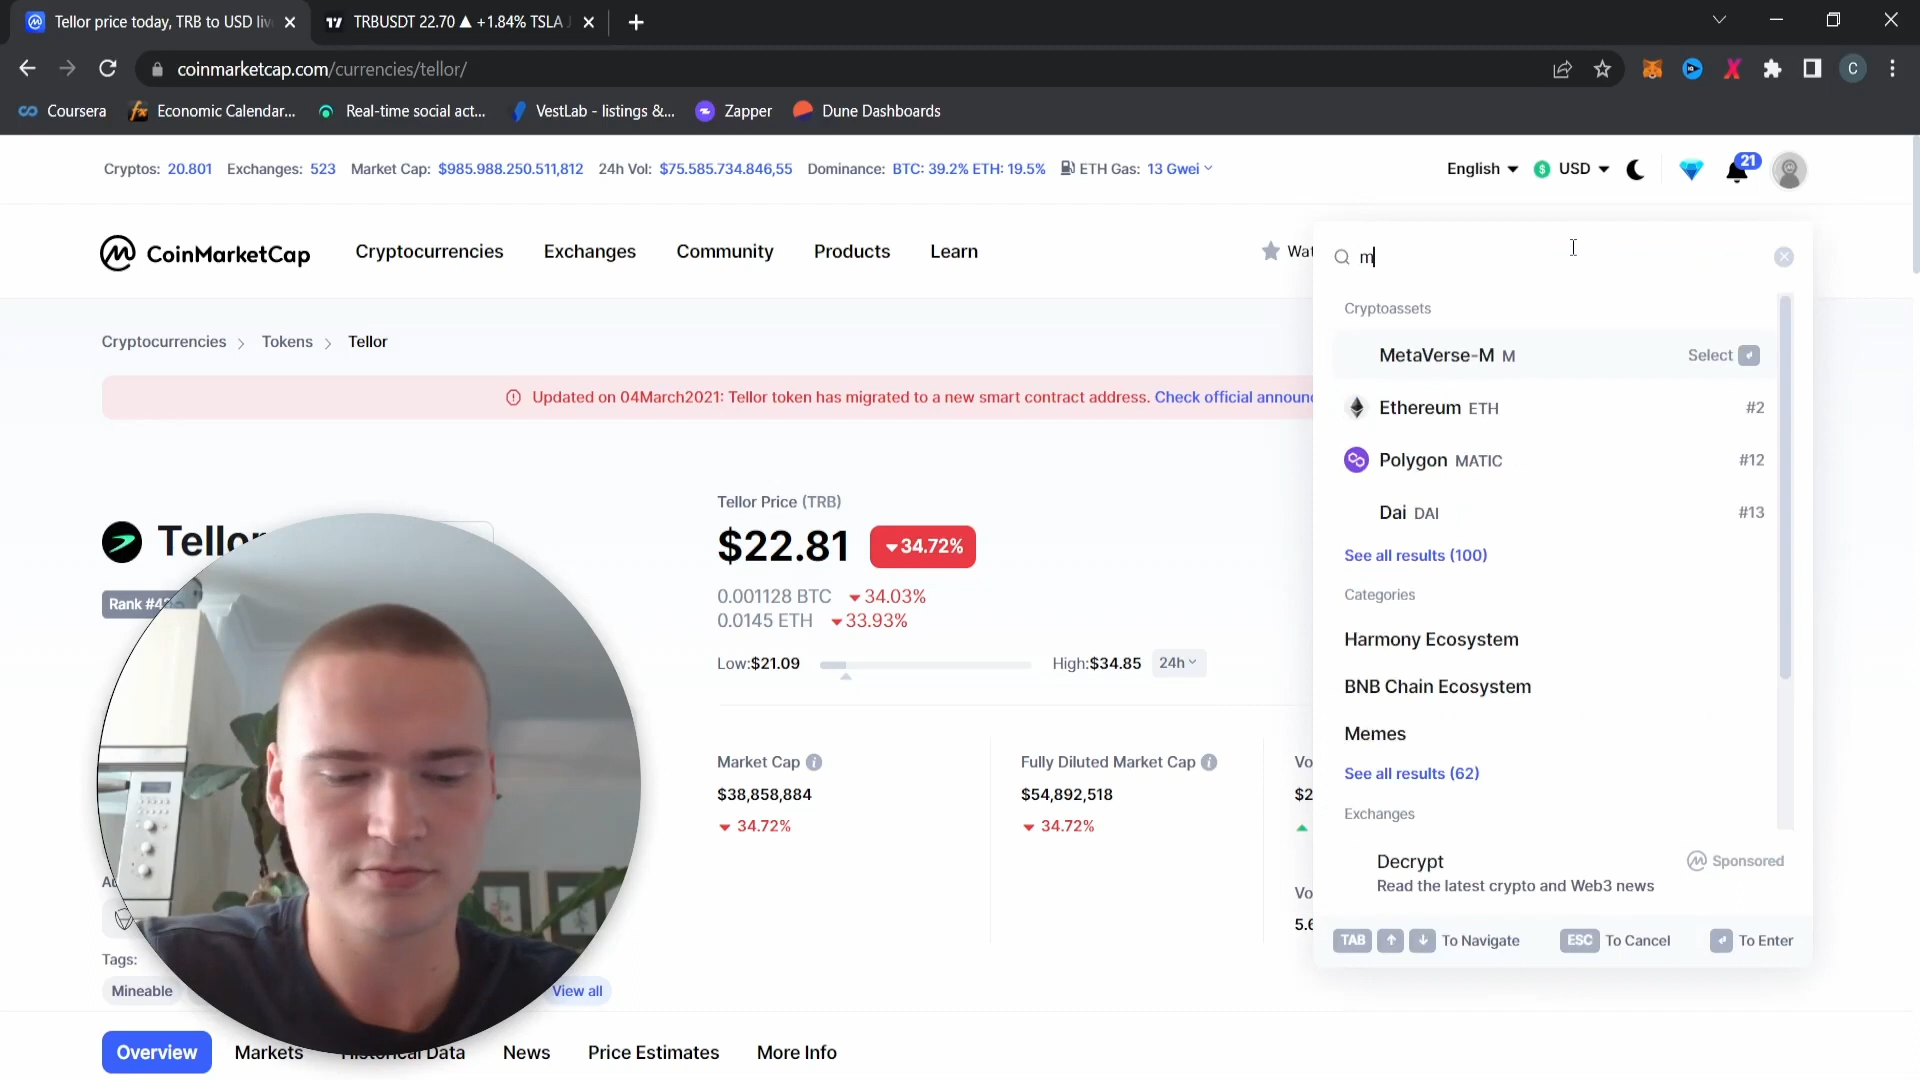 Tellor price today, TRB to USD liv
TRBUSDT 22.70 ▲ +1.84% TSLA
coinmarketcap.com/currencies/tellor/
C
Coursera
Economic Calendar...
Real-time social act...
VestLab - listings &...
Zapper
Dune Dashboards
Cryptos: 20.801 Exchanges: 523 Market Cap: $985.988.250.511,812 24h Vol: $75.585.734.846,55 Dominance: BTC: 39.2% ETH: 19.5% ETH Gas: 13 Gwei
English
USD
21
CoinMarketCap
Cryptocurrencies
Exchanges
Community
Products
Learn
Wat
m
Cryptoassets
MetaVerse-M M
Select
Ethereum ETH
#2
Polygon MATIC
#12
Dai DAI
#13
See all results (100)
Categories
Harmony Ecosystem
BNB Chain Ecosystem
Memes
See all results (62)
Exchanges
Decrypt
Sponsored
Read the latest crypto and Web3 news
TAB
To Navigate
ESC
To Cancel
To Enter
Cryptocurrencies
Tokens
Tellor
Updated on 04March2021: Tellor token has migrated to a new smart contract address. Check official announc
Tellor
Tellor Price (TRB)
$22.81
34.72%
0.001128 BTC 34.03%
0.0145 ETH 33.93%
Low:$21.09
High:$34.85
24h
Market Cap
$38,858,884
34.72%
Fully Diluted Market Cap
$54,892,518
34.72%
Vo
$2
Vo
5.6
Tags:
Mineable
View all
Overview
Markets
Historical Data
News
Price Estimates
More Info